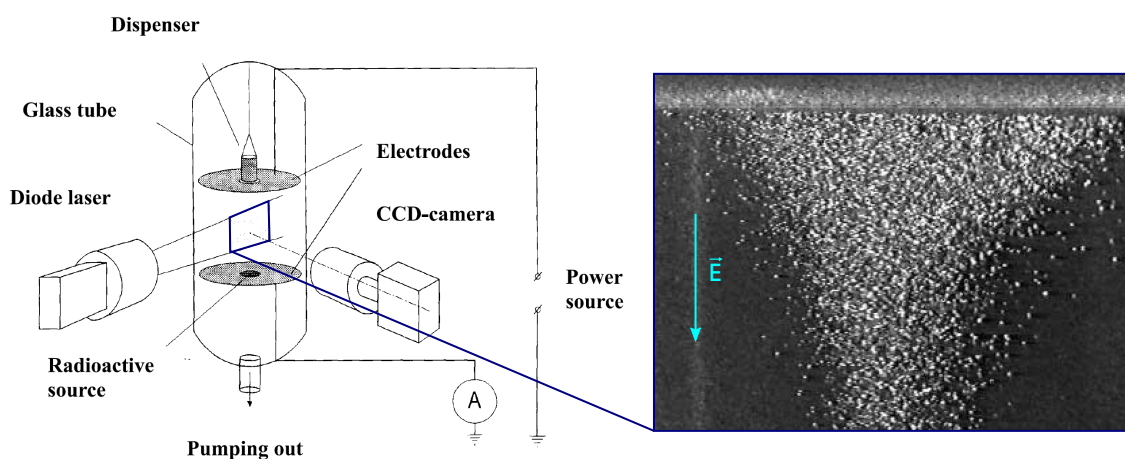 Dispenser
Glass tube
Electrodes
Diode laser
CCD-camera
Power
source
E
Radioactive
source
A
Pumping out